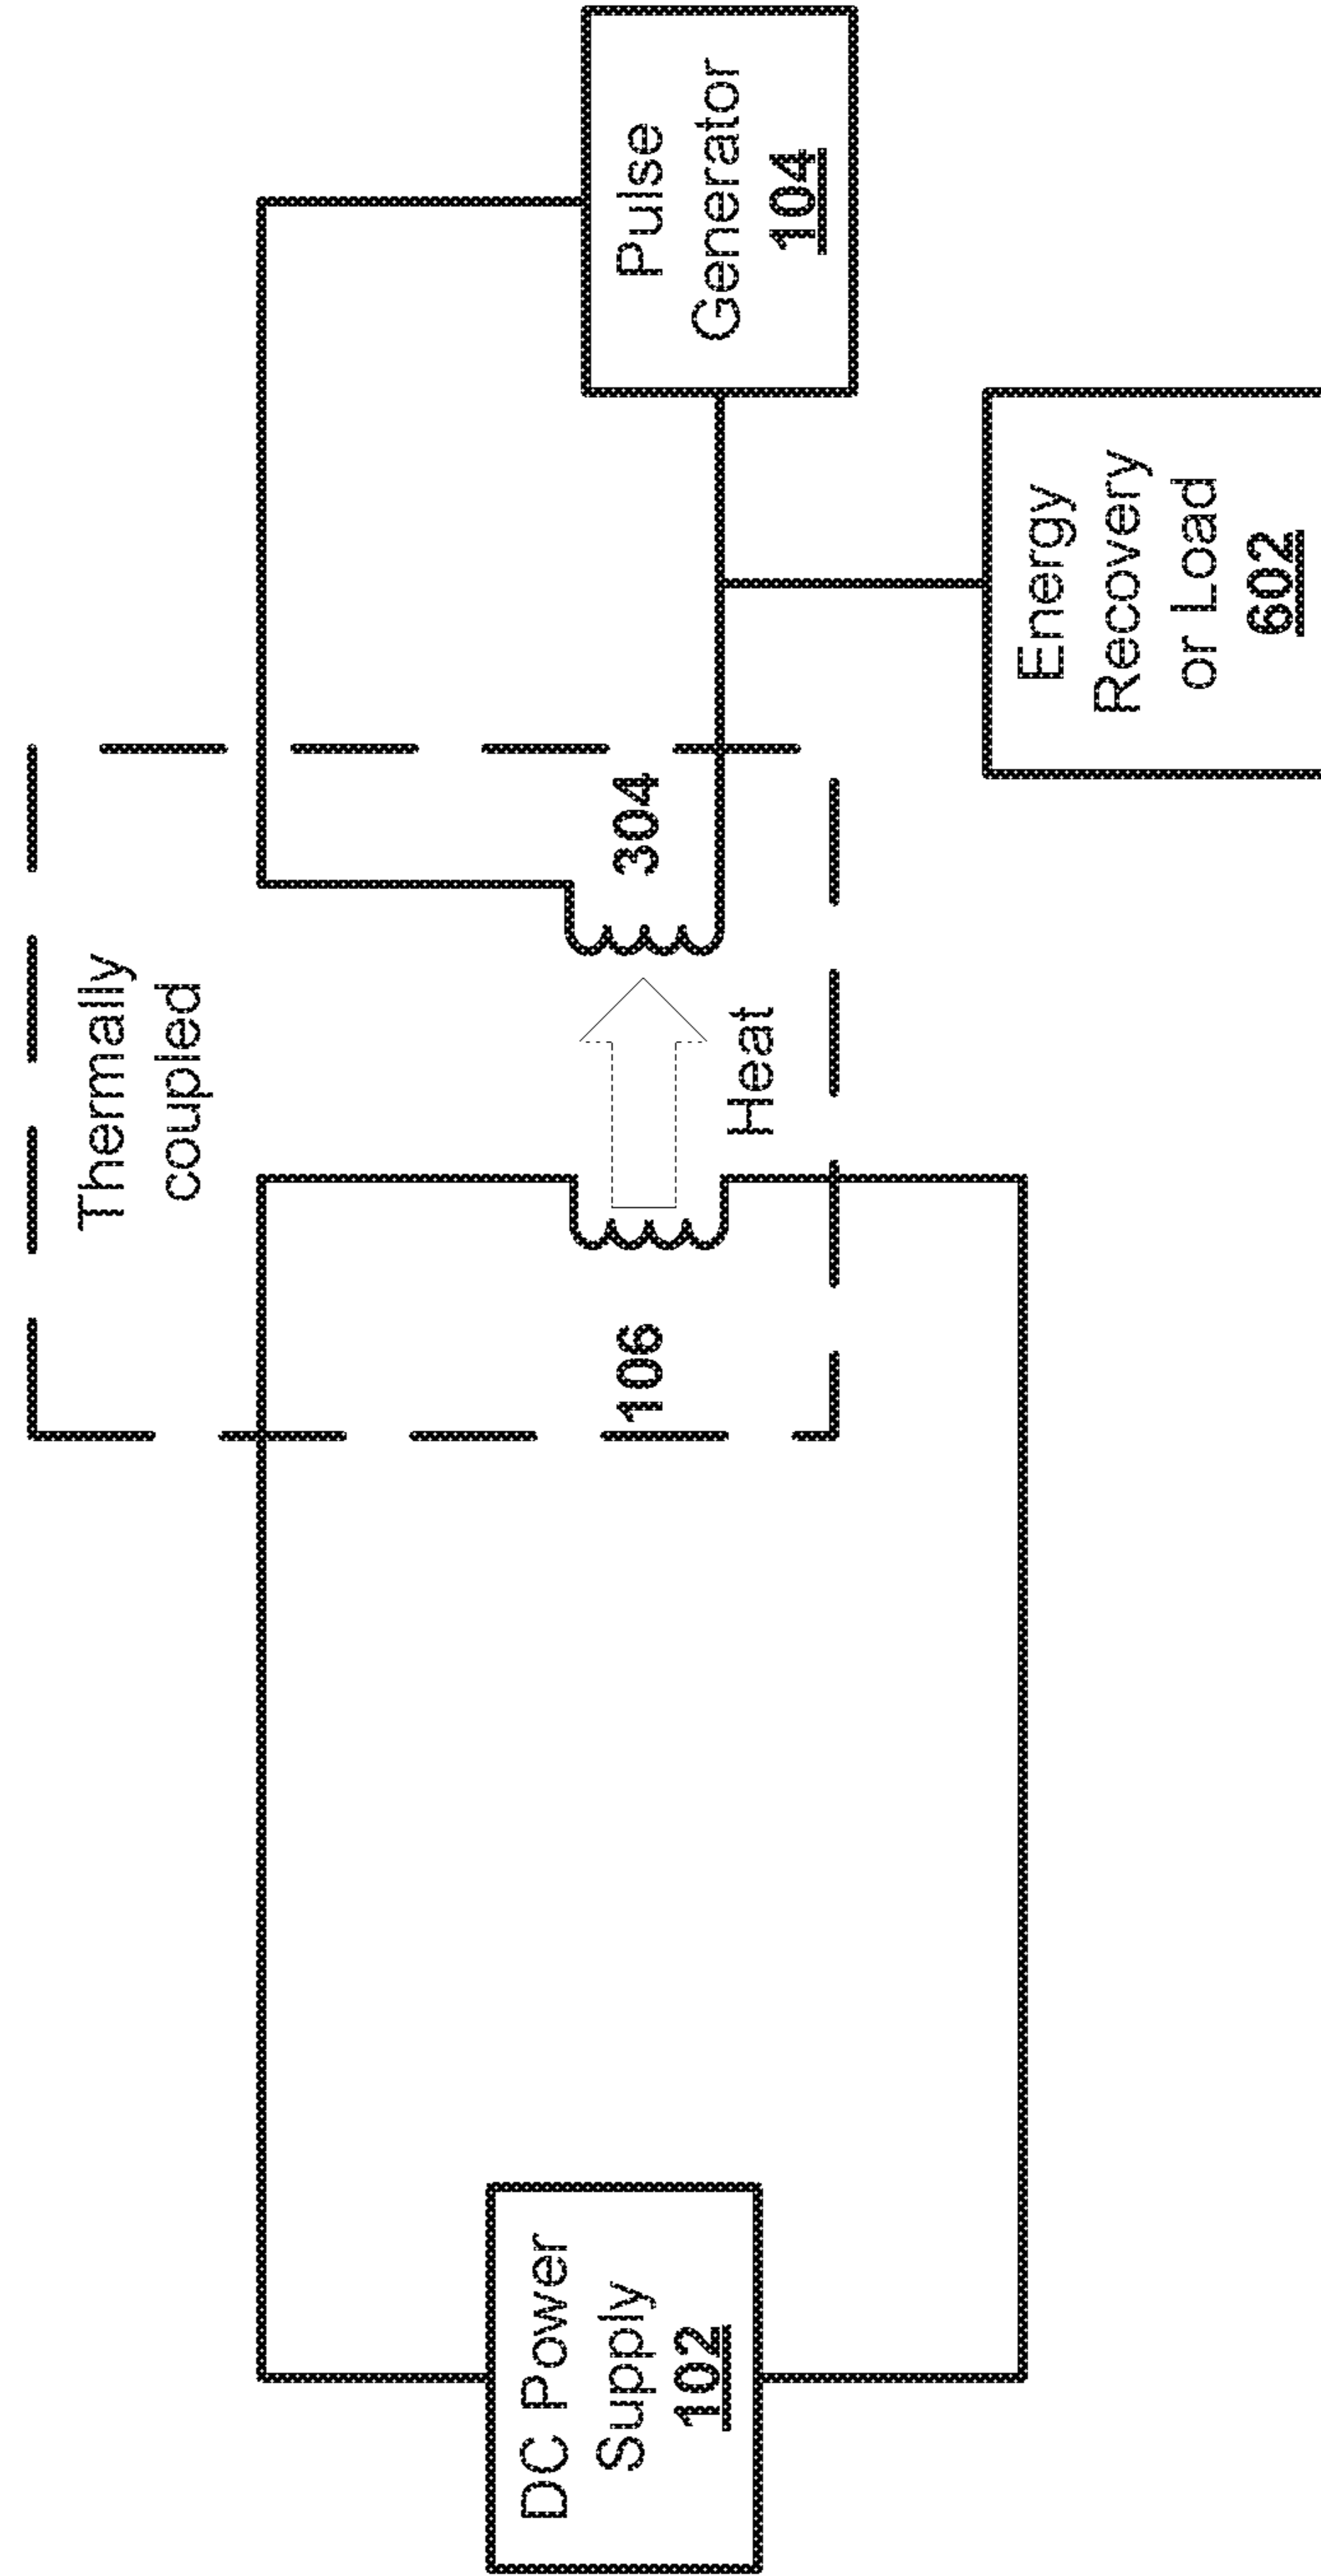 Thermally
coupled
DC Power
Supply
102
106
Heat
304
Pulse
Generator
104
Energy
Recovery
or Load
602